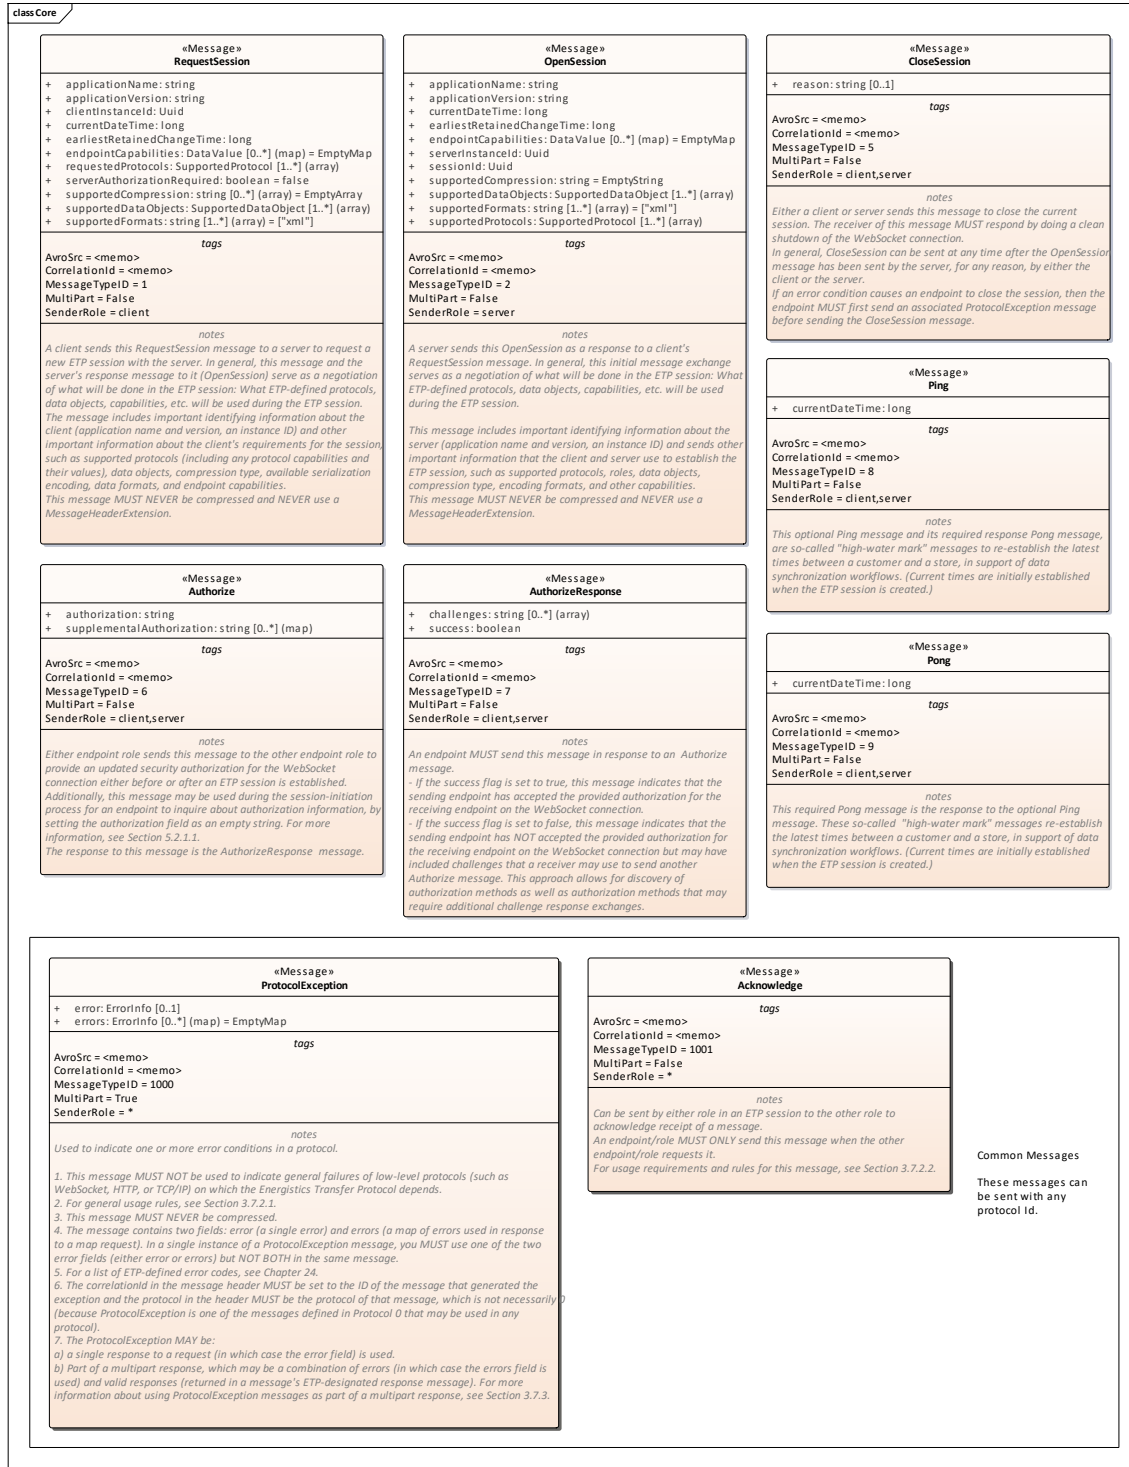 class Core
«Message»
RequestSession
+ applicationName: string
+ applicationVersion: string
+ clientInstanceId: Uuid
+ currentDateTime: long
+ earliestRetainedChangeTime: long
+ endpointCapabilities: DataValue [0..*] (map) = EmptyMap
+ requestedProtocols: SupportedProtocol [1..*] (array)
+ serverAuthorizationRequired: boolean = false
+ supportedCompression: string [0..*] (array) = EmptyArray
+ supportedDataObjects: SupportedDataObject [1..*] (array)
+ supportedFormats: string [1..*] (array) = ["xml"]
tags
AvroSrc = <memo>
CorrelationId = <memo>
MessageTypeID = 1
MultiPart = False
SenderRole = client
notes
A client sends this RequestSession message to a server to request a
new ETP session with the server. In general, this message and the
server's response message to it (OpenSession) serve as a negotiation
of what will be done in the ETP session: What ETP-defined protocols,
data objects, capabilities, etc. will be used during the ETP session.
The message includes important identifying information about the
client (application name and version, an instance ID) and other
important information about the client's requirements for the session,
such as supported protocols (including any protocol capabilities and
their values), data objects, compression type, available serialization
encoding, data formats, and endpoint capabilities.
This message MUST NEVER be compressed and NEVER use a
MessageHeaderExtension.
«Message»
OpenSession
+ applicationName: string
+ applicationVersion: string
+ currentDateTime: long
+ earliestRetainedChangeTime: long
+ endpointCapabilities: DataValue [0..*] (map) = EmptyMap
+ serverInstanceId: Uuid
+ sessionId: Uuid
+ supportedCompression: string = EmptyString
+ supportedDataObjects: SupportedDataObject [1..*] (array)
+ supportedFormats: string [1..*] (array) = ["xml"]
+ supportedProtocols: SupportedProtocol [1..*] (array)
tags
AvroSrc = <memo>
CorrelationId = <memo>
MessageTypeID = 2
MultiPart = False
SenderRole = server
notes
A server sends this OpenSession as a response to a client's
RequestSession message. In general, this initial message exchange
serves as a negotiation of what will be done in the ETP session: What
ETP-defined protocols, data objects, capabilities, etc. will be used
during the ETP session.
This message includes important identifying information about the
server (application name and version, an instance ID) and sends other
important information that the client and server use to establish the
ETP session, such as supported protocols, roles, data objects,
compression type, encoding formats, and other capabilities.
This message MUST NEVER be compressed and NEVER use a
MessageHeaderExtension.
«Message»
CloseSession
+ reason: string [0..1]
tags
AvroSrc = <memo>
CorrelationId = <memo>
MessageTypeID = 5
MultiPart = False
SenderRole = client,server
notes
Either a client or server sends this message to close the current
session. The receiver of this message MUST respond by doing a clean
shutdown of the WebSocket connection.
In general, CloseSession can be sent at any time after the OpenSession
message has been sent by the server, for any reason, by either the
client or the server.
If an error condition causes an endpoint to close the session, then the
endpoint MUST first send an associated ProtocolException message
before sending the CloseSession message.
«Message»
Ping
+ currentDateTime: long
tags
AvroSrc = <memo>
CorrelationId = <memo>
MessageTypeID = 8
MultiPart = False
SenderRole = client,server
notes
This optional Ping message and its required response Pong message,
are so-called "high-water mark" messages to re-establish the latest
times between a customer and a store, in support of data
synchronization workflows. (Current times are initially established
when the ETP session is created.)
«Message»
Authorize
+ authorization: string
+ supplementalAuthorization: string [0..*] (map)
tags
AvroSrc = <memo>
CorrelationId = <memo>
MessageTypeID = 6
MultiPart = False
SenderRole = client,server
notes
Either endpoint role sends this message to the other endpoint role to
provide an updated security authorization for the WebSocket
connection either before or after an ETP session is established.
Additionally, this message may be used during the session-initiation
process for an endpoint to inquire about authorization information, by
setting the authorization field as an empty string. For more
information, see Section 5.2.1.1.
The response to this message is the AuthorizeResponse  message.
«Message»
AuthorizeResponse
+ challenges: string [0..*] (array)
+ success: boolean
tags
AvroSrc = <memo>
CorrelationId = <memo>
MessageTypeID = 7
MultiPart = False
SenderRole = client,server
notes
An endpoint MUST send this message in response to an  Authorize
message.
- If the success flag is set to true, this message indicates that the
sending endpoint has accepted the provided authorization for the
receiving endpoint on the WebSocket connection.
- If the success flag is set to false, this message indicates that the
sending endpoint has NOT accepted the provided authorization for
the receiving endpoint on the WebSocket connection but may have
included challenges that a receiver may use to send another
Authorize message. This approach allows for discovery of
authorization methods as well as authorization methods that may
require additional challenge response exchanges.
«Message»
Pong
+ currentDateTime: long
tags
AvroSrc = <memo>
CorrelationId = <memo>
MessageTypeID = 9
MultiPart = False
SenderRole = client,server
notes
This required Pong message is the response to the optional Ping
message. These so-called  "high-water mark" messages re-establish
the latest times between a customer and a store, in support of data
synchronization workflows. (Current times are initially established
when the ETP session is created.)
«Message»
ProtocolException
+ error: ErrorInfo [0..1]
+ errors: ErrorInfo [0..*] (map) = EmptyMap
tags
AvroSrc = <memo>
CorrelationId = <memo>
MessageTypeID = 1000
MultiPart = True
SenderRole = *
notes
Used to indicate one or more error conditions in a protocol.
1. This message MUST NOT be used to indicate general failures of low-level protocols (such as
WebSocket, HTTP, or TCP/IP) on which the Energistics Transfer Protocol depends.
2. For general usage rules, see Section 3.7.2.1.
3. This message MUST NEVER be compressed.
4. The message contains two fields: error (a single error) and errors (a map of errors used in response
to a map request). In a single instance of a ProtocolException message, you MUST use one of the two
error fields (either error or errors) but NOT BOTH in the same message.
5. For a list of ETP-defined error codes, see Chapter 24.
6. The correlationId in the message header MUST be set to the ID of the message that generated the
exception and the protocol in the header MUST be the protocol of that message, which is not necessarily 0
(because ProtocolException is one of the messages defined in Protocol 0 that may be used in any
protocol).
7. The ProtocolException MAY be:
a) a single response to a request (in which case the error field) is used.
b) Part of a multipart response, which may be a combination of errors (in which case the errors field is
used) and valid responses (returned in a message's ETP-designated response message). For more
information about using ProtocolException messages as part of a multipart response, see Section 3.7.3.
«Message»
Acknowledge
tags
AvroSrc = <memo>
CorrelationId = <memo>
MessageTypeID = 1001
MultiPart = False
SenderRole = *
notes
Can be sent by either role in an ETP session to the other role to
acknowledge receipt of a message.
An endpoint/role MUST ONLY send this message when the other
endpoint/role requests it.
For usage requirements and rules for this message, see Section 3.7.2.2.
Common Messages
These messages can
be sent with any
protocol Id.